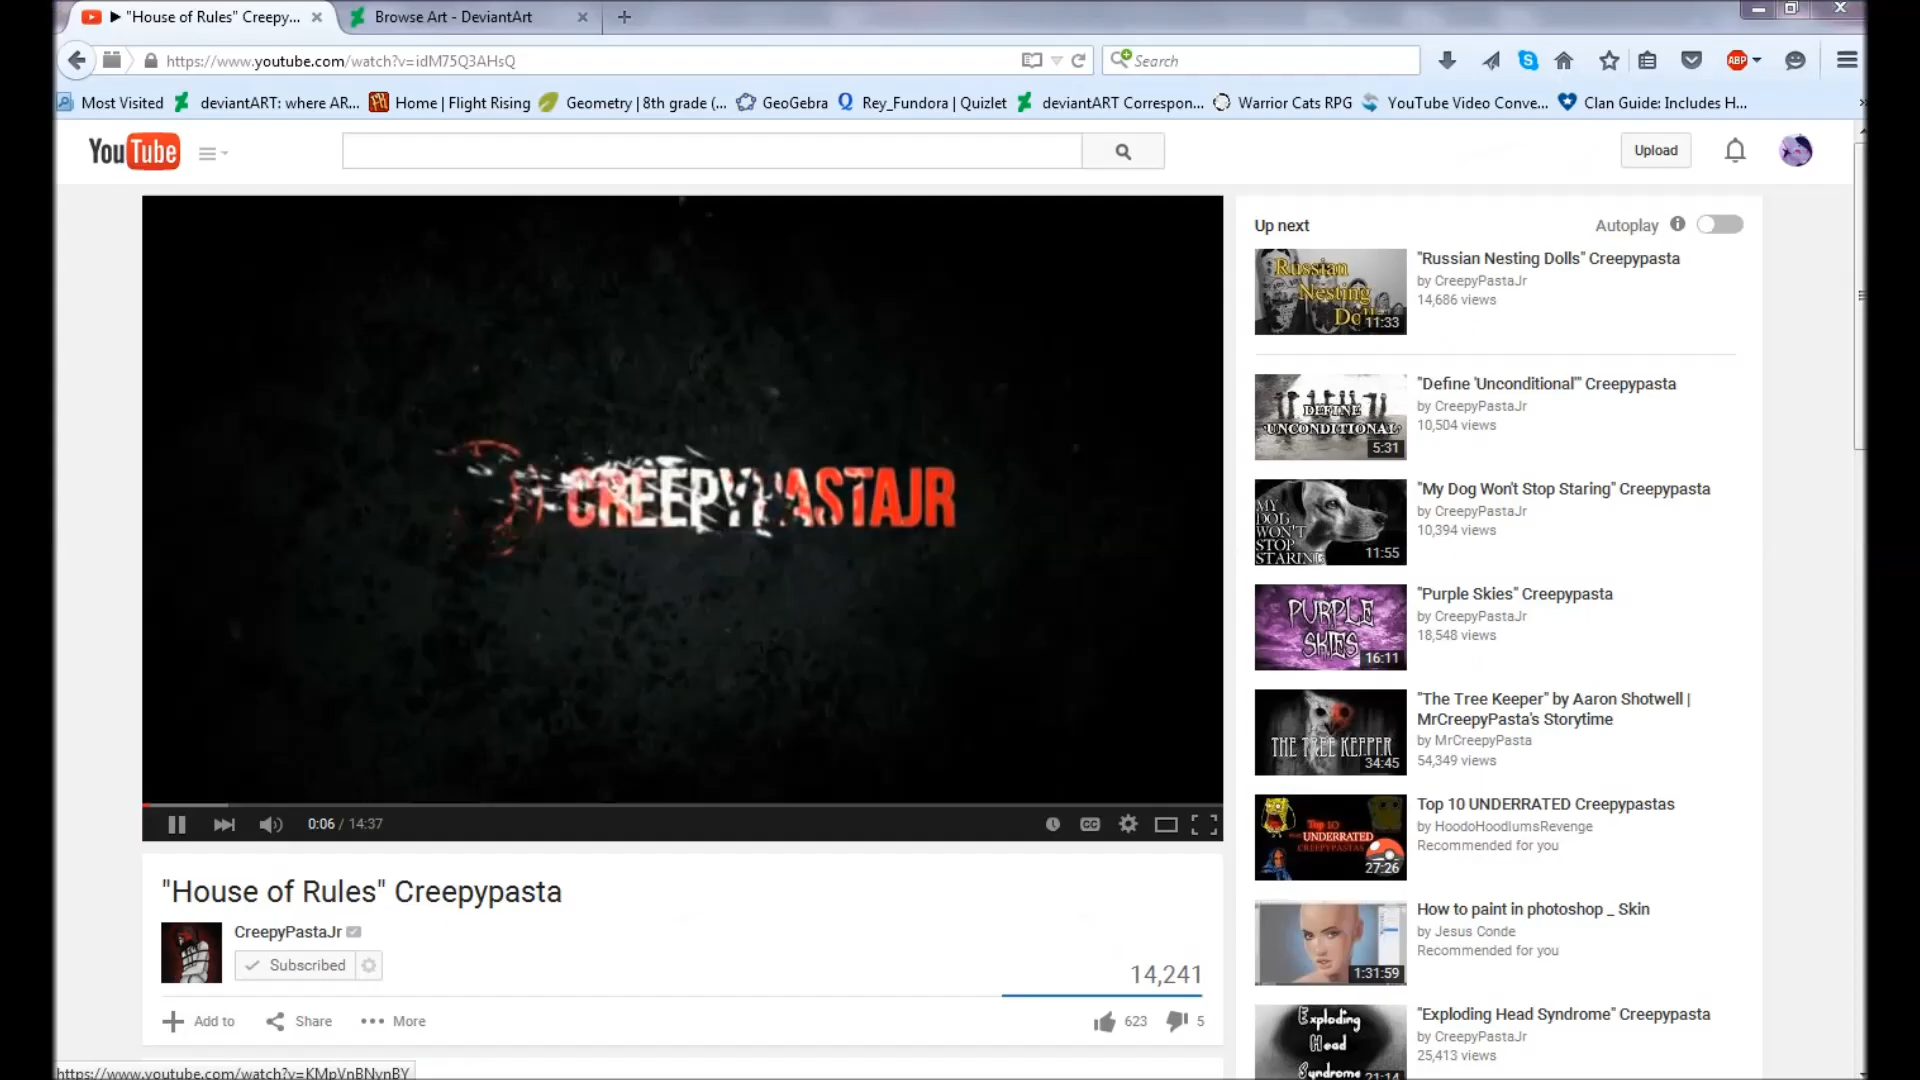 ▶ "House of Rules" Creepy...
Browse Art - DeviantArt
https://www.youtube.com/watch?v=idM75Q3AHsQ
Search
ABP
Most Visited
deviantART: where AR...
Home | Flight Rising
Geometry | 8th grade (...
GeoGebra
Rey_Fundora | Quizlet
deviantART Correspon...
Warrior Cats RPG
YouTube Video Conve...
Clan Guide: Includes H...
YouTube
Upload
CREEPYPASTAJR
0:06 / 14:37
CC
"House of Rules" Creepypasta
CreepyPastaJr
Subscribed
14,241
Add to
Share
More
623
5
https://www.youtube.com/watch?v=KMpVnBNvnBY
Up next
Autoplay
Russian
Nesting
11:33
"Russian Nesting Dolls" Creepypasta
by CreepyPastaJr
14,686 views
DEFINE
'UNCONDITIONAL'
5:31
"Define 'Unconditional'" Creepypasta
by CreepyPastaJr
10,504 views
MY
DOG
WON'T
STOP
STARING
11:55
"My Dog Won't Stop Staring" Creepypasta
by CreepyPastaJr
10,394 views
PURPLE
SKIES
16:11
"Purple Skies" Creepypasta
by CreepyPastaJr
18,548 views
THE TREE KEEPER
34:45
"The Tree Keeper" by Aaron Shotwell |
MrCreepyPasta's Storytime
by MrCreepyPasta
54,349 views
Top 10
UNDERRATED
CREEPYPASTAS
27:26
Top 10 UNDERRATED Creepypastas
by HoodoHoodlumsRevenge
Recommended for you
1:31:59
How to paint in photoshop _ Skin
by Jesus Conde
Recommended for you
Exploding
Head
Syndrome
21:14
"Exploding Head Syndrome" Creepypasta
by CreepyPastaJr
25,413 views